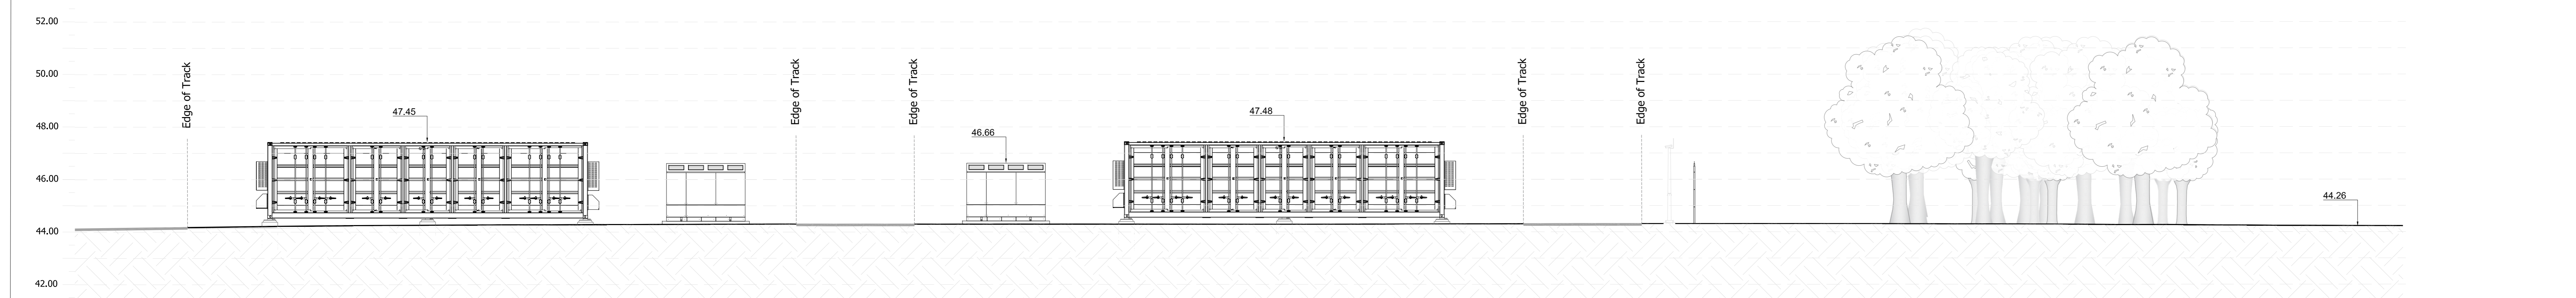 52.00
50.00
48.00
46.00
44.00
42.00
Edge of Track
47.45
Edge of Track
Edge of Track
46.66
47.48
Edge of Track
Edge of Track
44.26